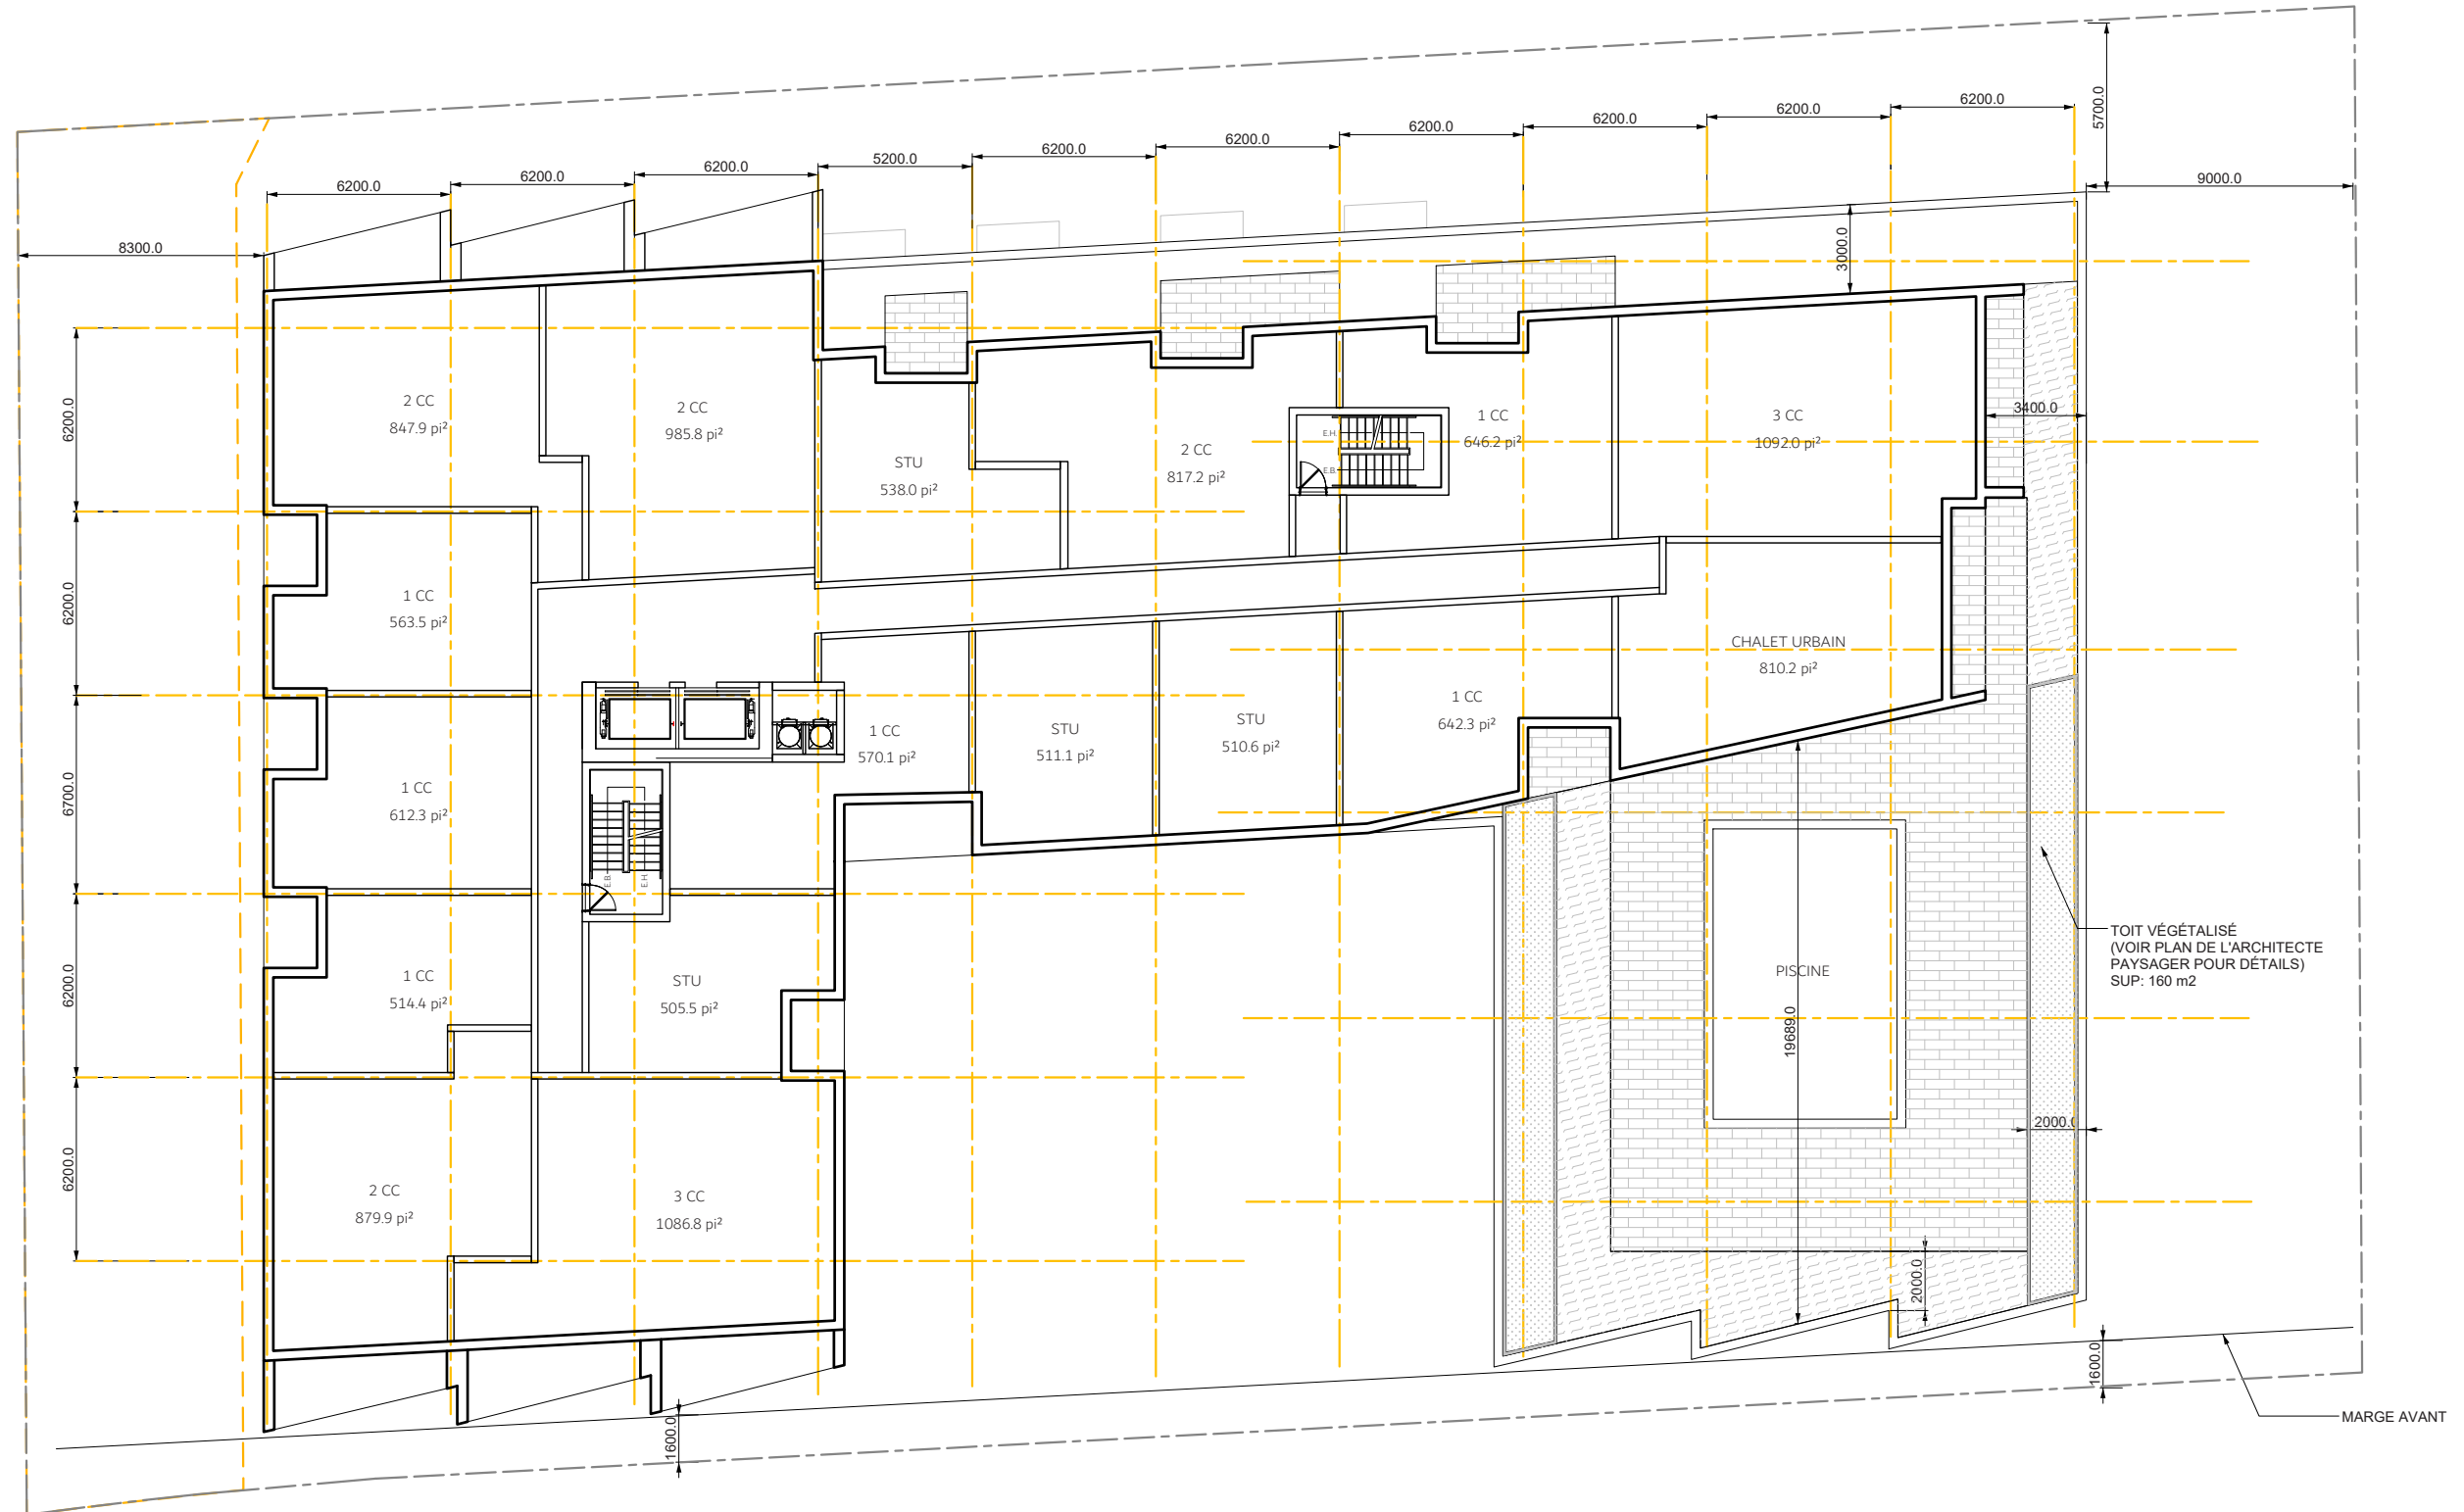 5700.0
6200.0
6200.0
6200.0
6200.0
6200.0
6200.0
5200.0
6200.0
6200.0
6200.0
9000.0
8300.0
3000.0
6200.0
2 CC
847.9 pi²
2 CC
985.8 pi²
STU
538.0 pi²
2 CC
817.2 pi²
E.H.
E.B.
1 CC
646.2 pi²
3 CC
1092.0 pi²
3400.0
6200.0
1 CC
563.5 pi²
CHALET URBAIN
810.2 pi²
6700.0
1 CC
612.3 pi²
1 CC
570.1 pi²
STU
511.1 pi²
STU
510.6 pi²
1 CC
642.3 pi²
E.B.
E.H.
6200.0
1 CC
514.4 pi²
STU
505.5 pi²
PISCINE
19689.0
TOIT VÉGÉTALISÉ
(VOIR PLAN DE L'ARCHITECTE
PAYSAGER POUR DÉTAILS)
SUP: 160 m2
2000.0
6200.0
2 CC
879.9 pi²
3 CC
1086.8 pi²
2000.0
1600.0
1600.0
MARGE AVANT